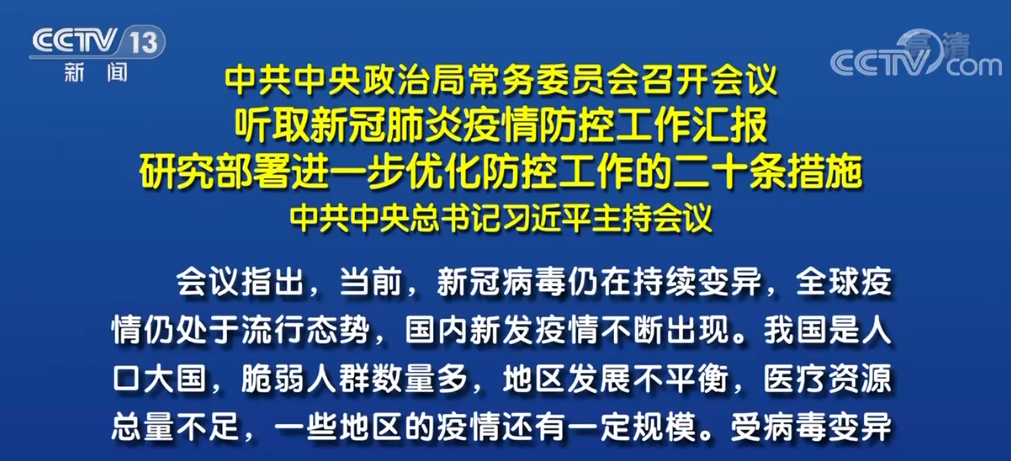 CCTV 13
新闻
高清
CCTV.com
中共中央政治局常务委员会召开会议
听取新冠肺炎疫情防控工作汇报
研究部署进一步优化防控工作的二十条措施
中共中央总书记习近平主持会议
会议指出，当前，新冠病毒仍在持续变异，全球疫
情仍处于流行态势，国内新发疫情不断出现。我国是人
口大国，脆弱人群数量多，地区发展不平衡，医疗资源
总量不足，一些地区的疫情还有一定规模。受病毒变异